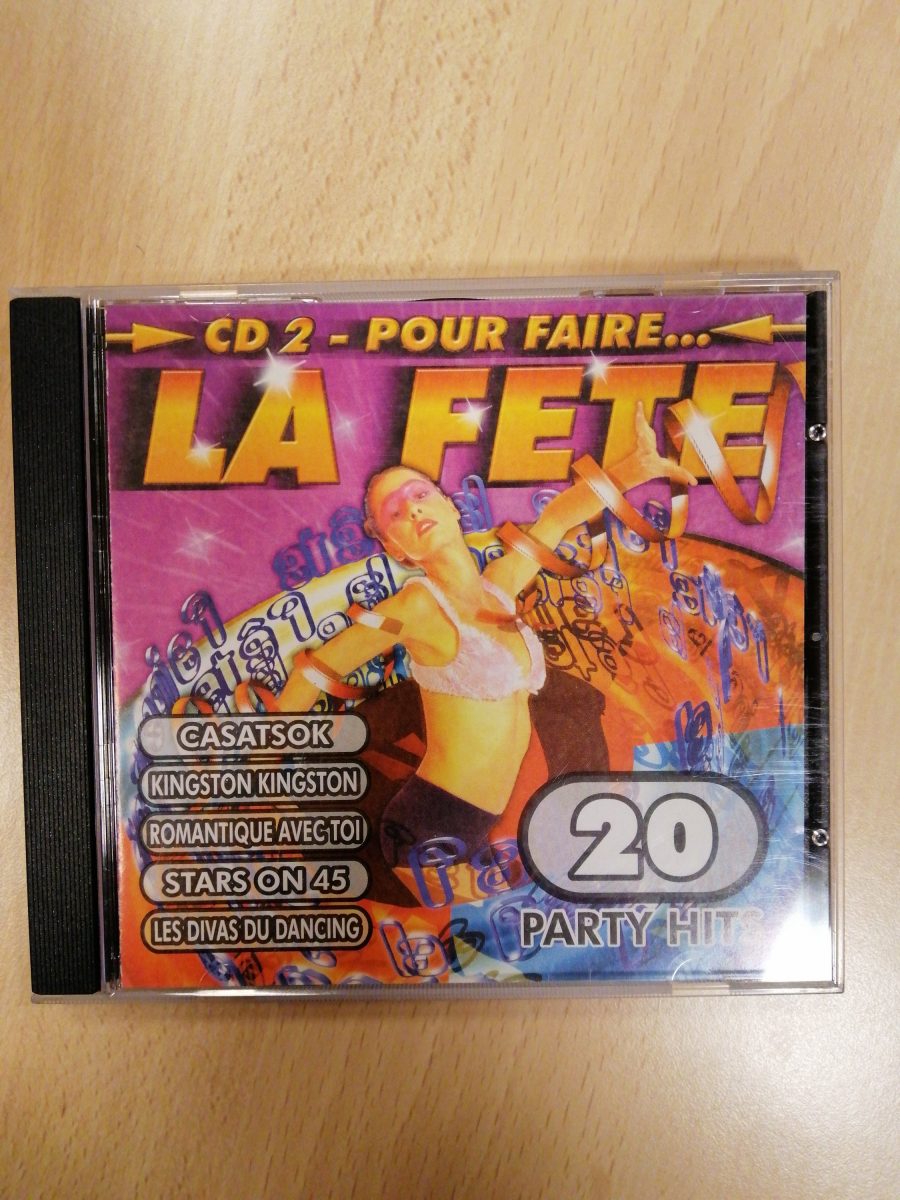 CD 2 - POUR FAIRE...
LA FETE
CASATSOK
KINGSTON KINGSTON
ROMANTIQUE AVEC TOI
STARS ON 45
LES DIVAS DU DANCING
20
PARTY HITS